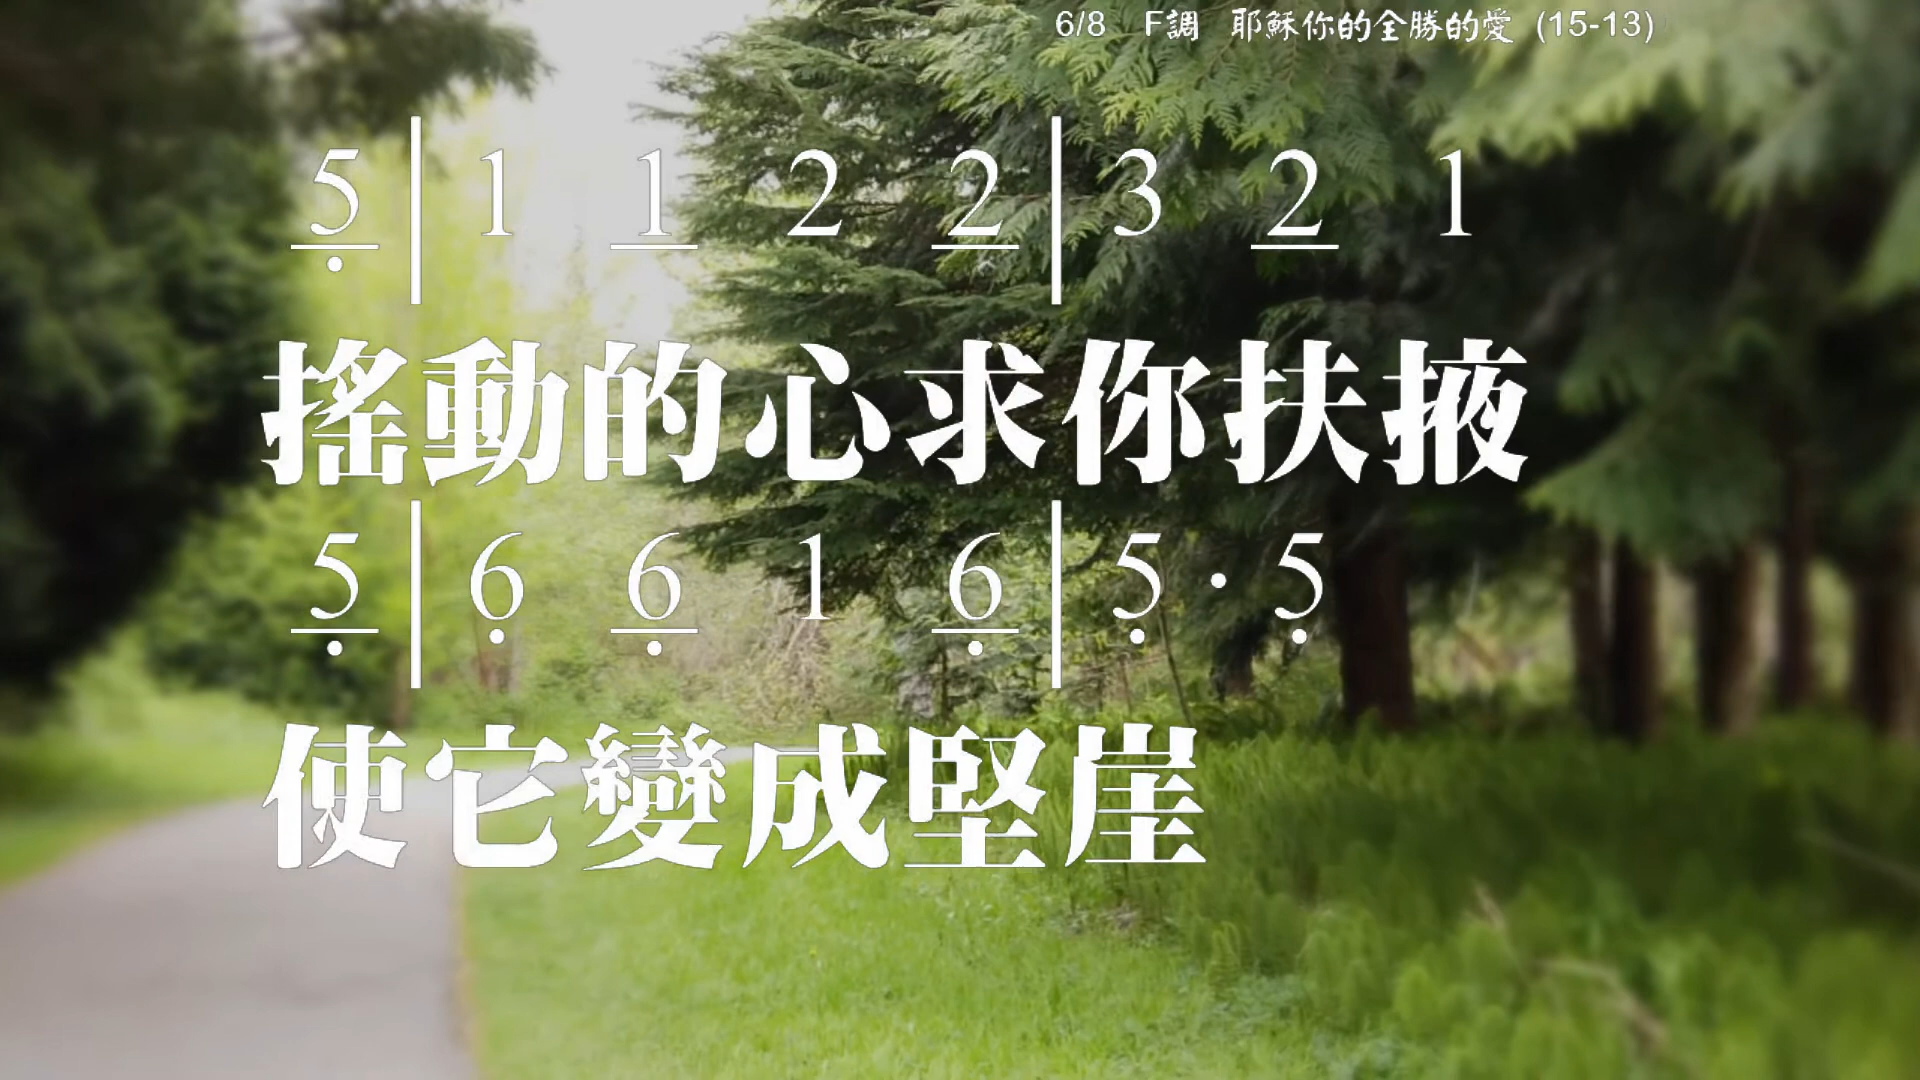 6/8 F調 耶穌你的全勝的愛 (15-13)
5 | 1 1 2 2 | 3 2 1
搖動的心求你扶掖
5 | 6 6 1 6 | 5 · 5
使它變成堅崖